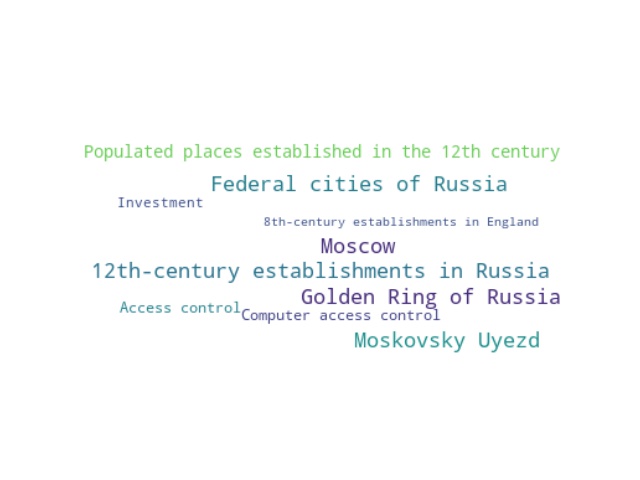 Populated places established in the 12th century
Federal cities of Russia
Investment
8th-century establishments in England
Moscow
12th-century establishments in Russia
Golden Ring of Russia
Access control
Computer access control
Moskovsky Uyezd